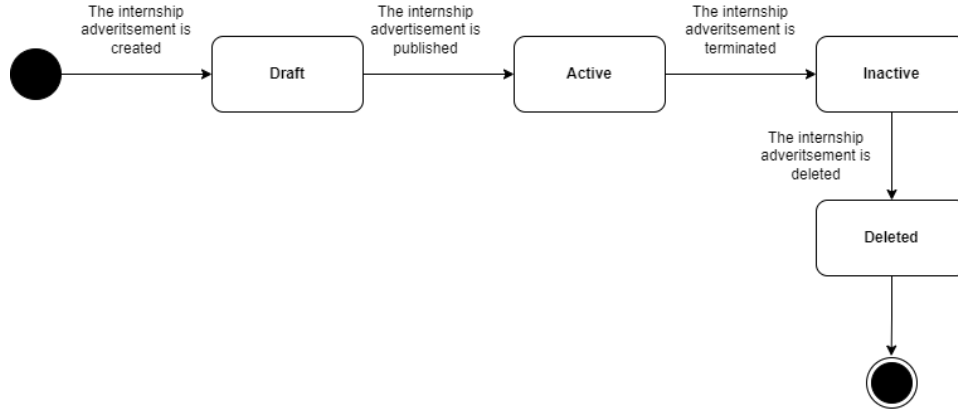 The internship
adveritsement is
created
The internship
adveritsement is
published
The internship
adveritsement is
terminated
Draft
Active
Inactive
The internship
adveritsement is
deleted
Deleted